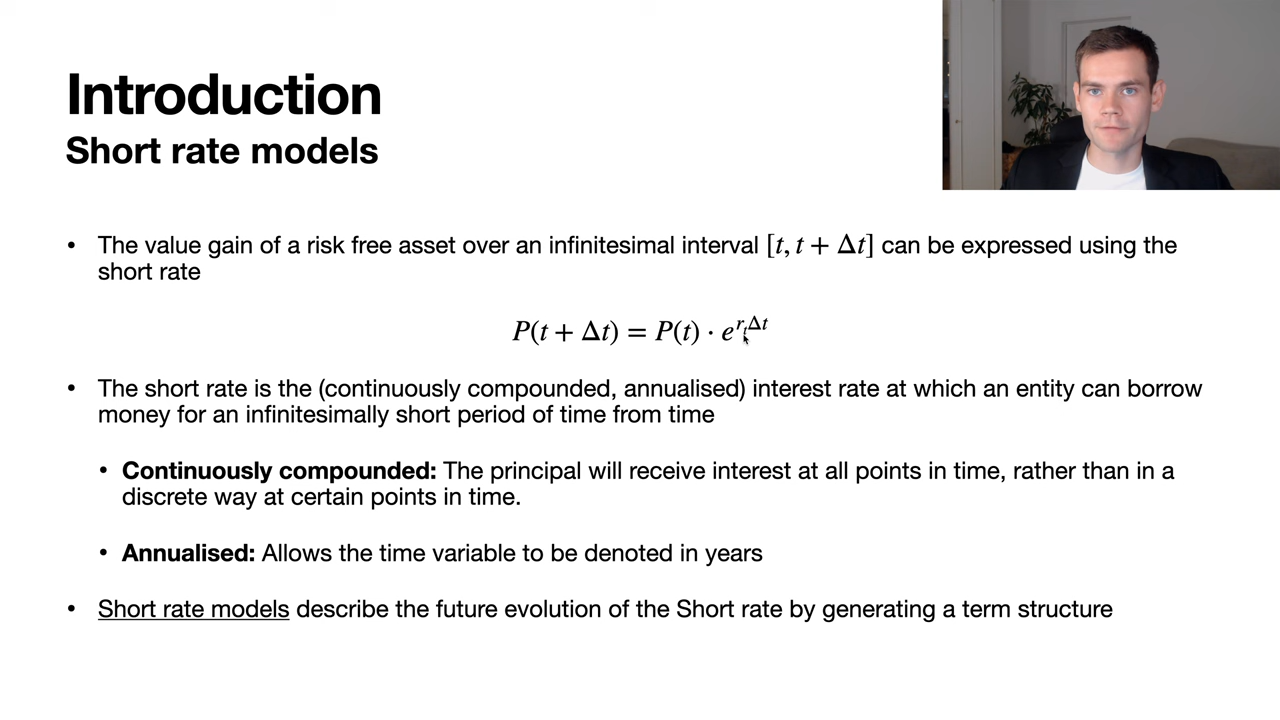 Introduction
Short rate models
• The value gain of a risk free asset over an infinitesimal interval [t, t + Δt] can be expressed using the
short rate
P(t + Δt) = P(t) · e^{r_t Δt}
• The short rate is the (continuously compounded, annualised) interest rate at which an entity can borrow
money for an infinitesimally short period of time from time
• Continuously compounded: The principal will receive interest at all points in time, rather than in a
discrete way at certain points in time.
• Annualised: Allows the time variable to be denoted in years
• Short rate models describe the future evolution of the Short rate by generating a term structure